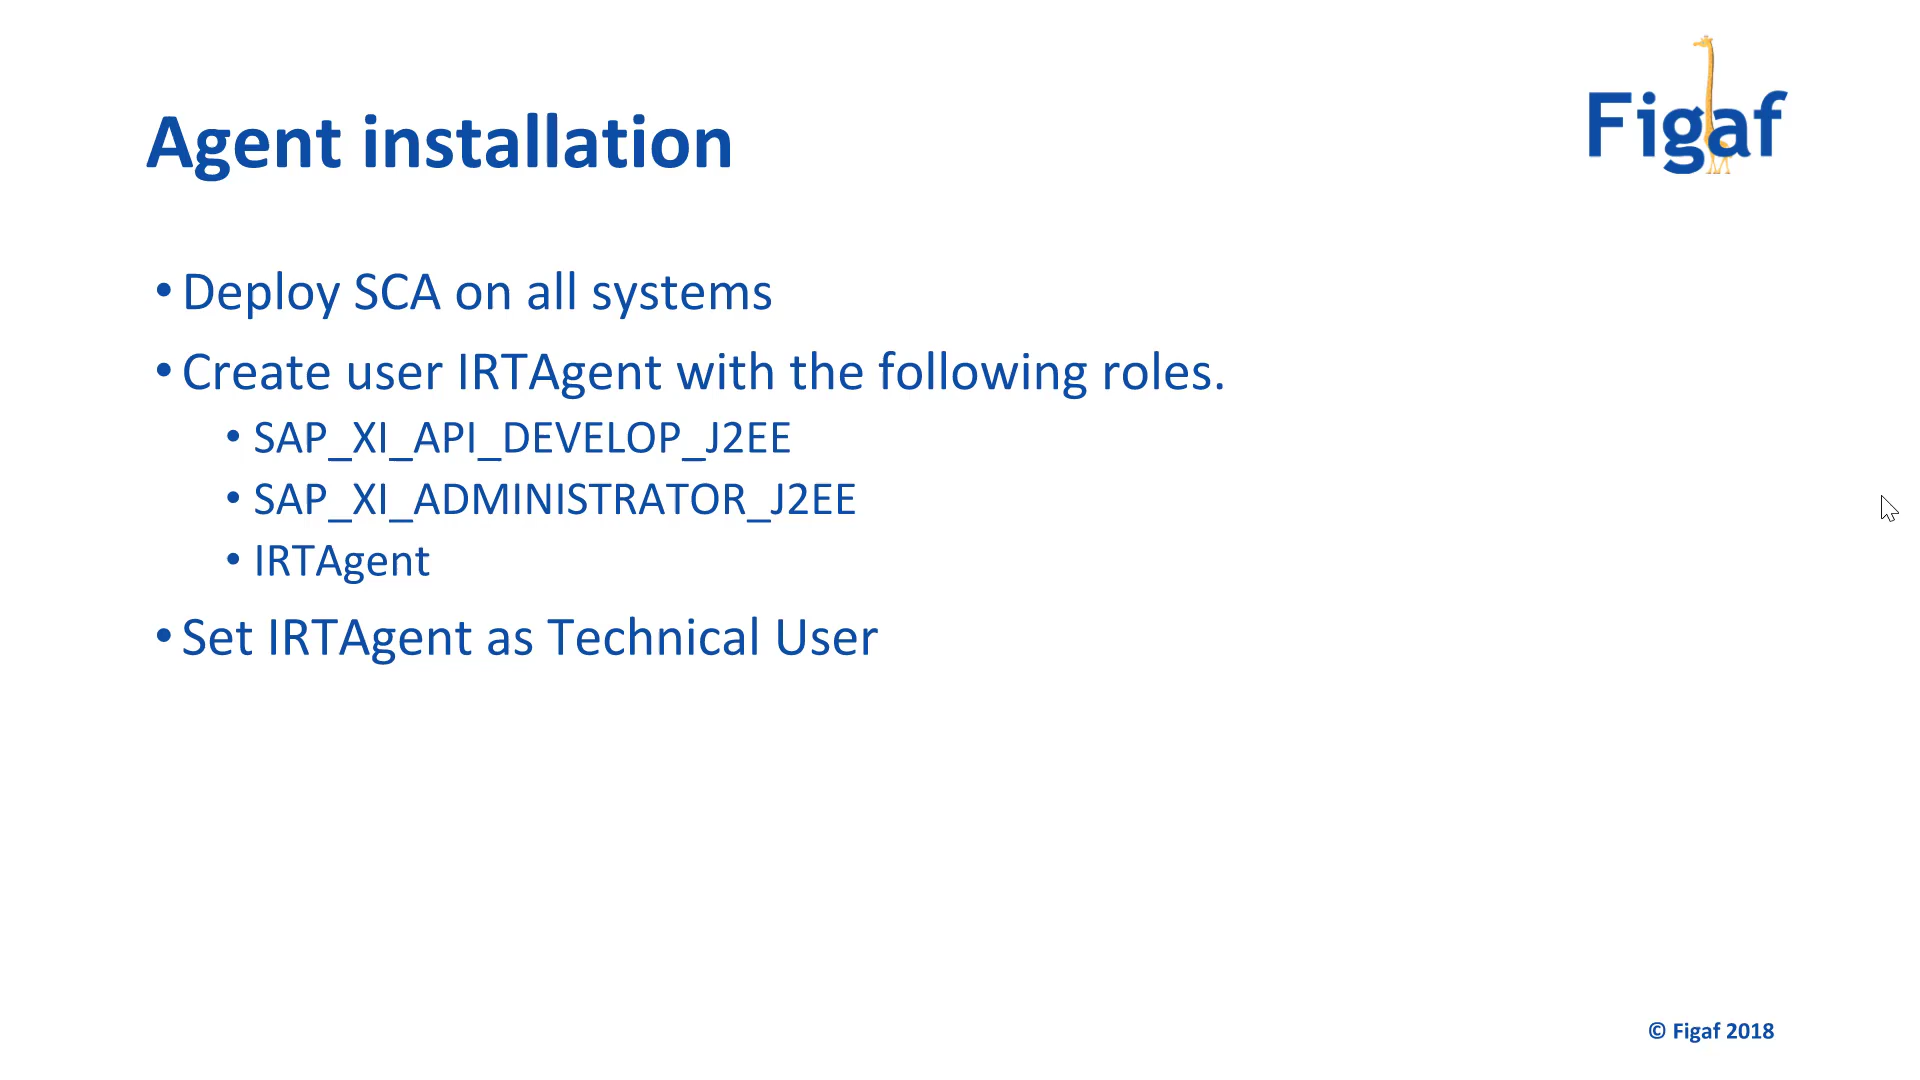 Agent installation
Figaf
• Deploy SCA on all systems
• Create user IRTAgent with the following roles.
• SAP_XI_API_DEVELOP_J2EE
• SAP_XI_ADMINISTRATOR_J2EE
• IRTAgent
• Set IRTAgent as Technical User
© Figaf 2018